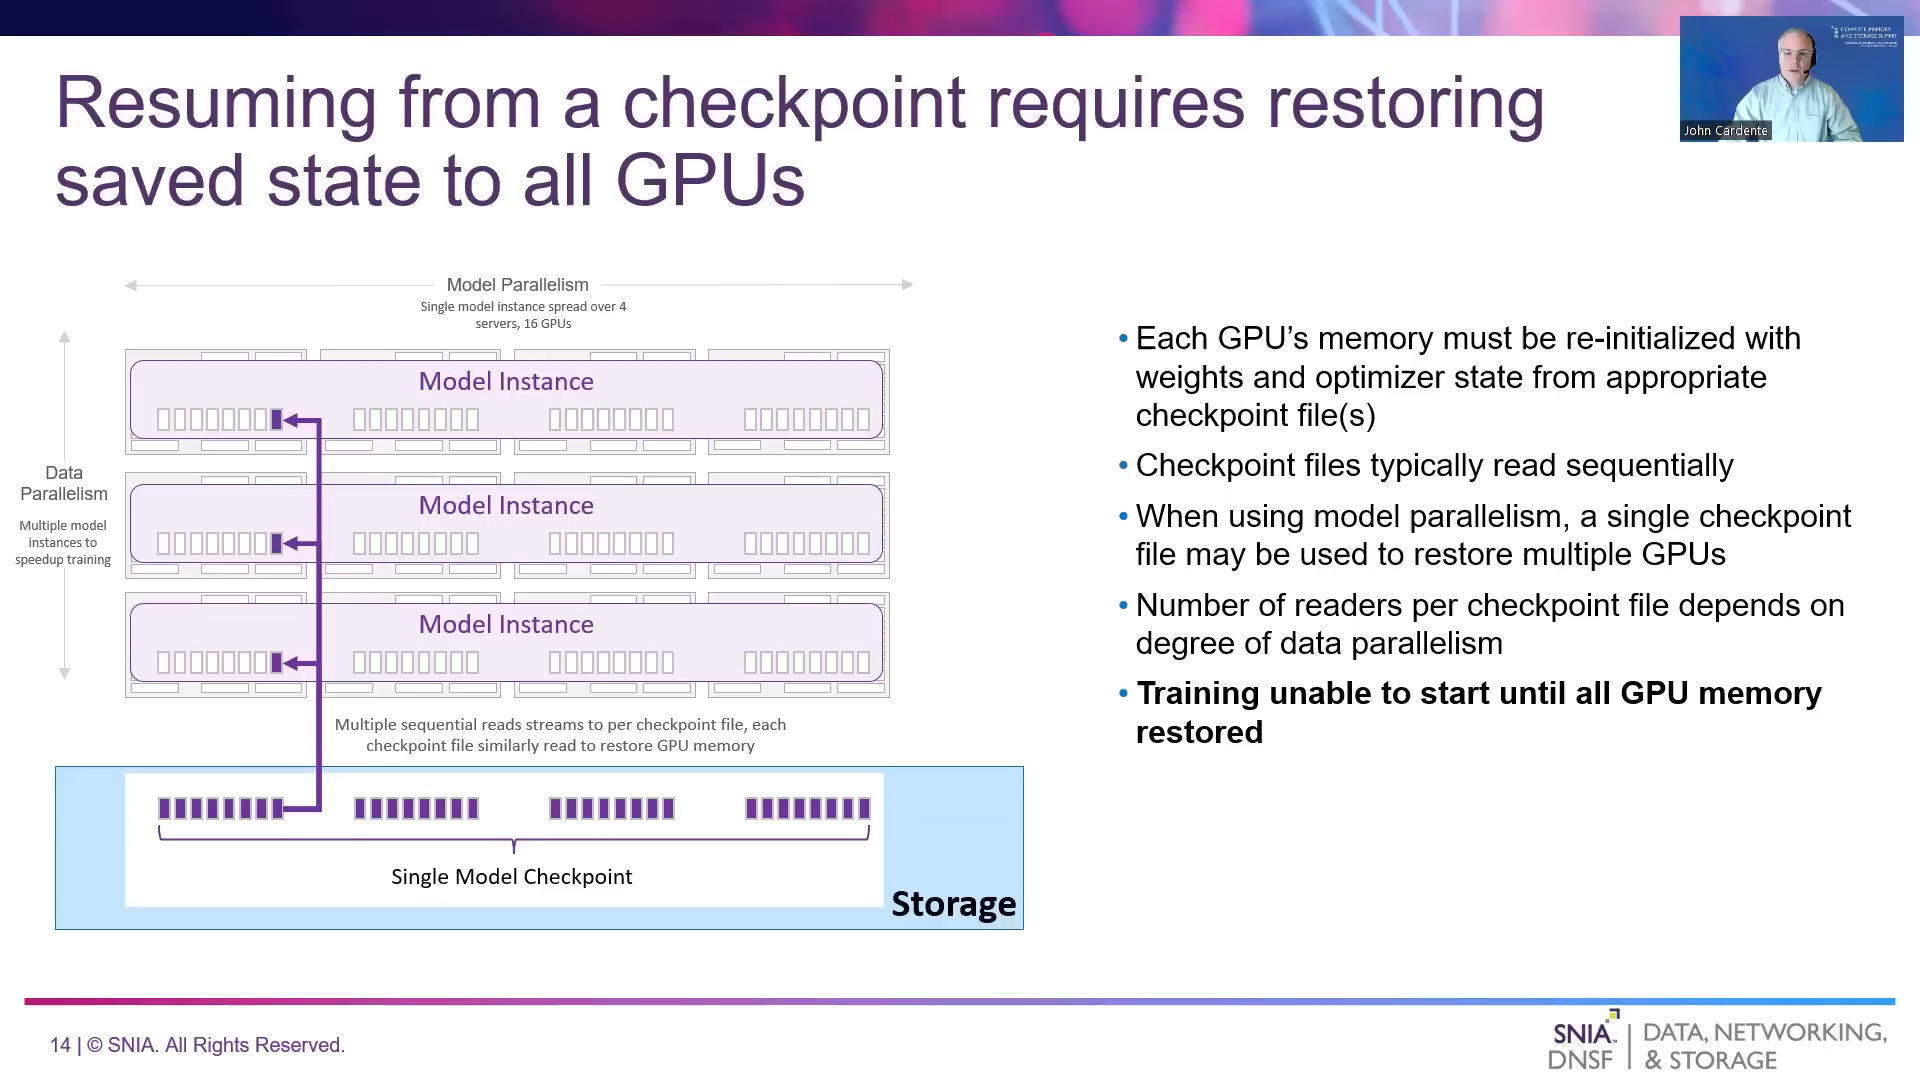 COMPUTE, MEMORY,
AND STORAGE SUMMIT
John Cardente
Resuming from a checkpoint requires restoring
saved state to all GPUs
Model Parallelism
Single model instance spread over 4
servers, 16 GPUs
Data
Parallelism
Multiple model
instances to
speedup training
Model Instance
Model Instance
Model Instance
Multiple sequential reads streams to per checkpoint file, each
checkpoint file similarly read to restore GPU memory
Single Model Checkpoint
Storage
• Each GPU’s memory must be re-initialized with
weights and optimizer state from appropriate
checkpoint file(s)
• Checkpoint files typically read sequentially
• When using model parallelism, a single checkpoint
file may be used to restore multiple GPUs
• Number of readers per checkpoint file depends on
degree of data parallelism
• Training unable to start until all GPU memory
restored
14 | © SNIA. All Rights Reserved.
SNIA™
DNSF
DATA, NETWORKING,
& STORAGE